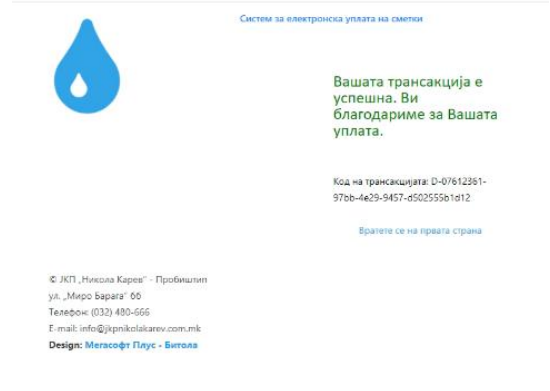 Систем за електронска уплата на сметки
Вашата трансакција е
успешна. Ви
благодариме за Вашата
уплата.
Код на трансакцијата: D-07612361-
97bb-4e29-9457-d502555b1d12
Вратете се на првата страна
© ЈКП „Никола Карев" - Пробиштип
ул. „Миро Барага" бб
Телефон: (032) 480-666
E-mail: info@jkpnikolakarev.com.mk
Design: Мегасофт Плус - Битола